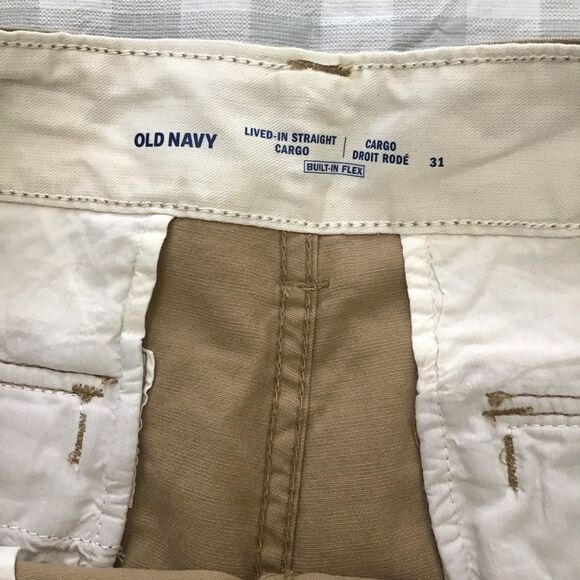 OLD NAVY
LIVED-IN STRAIGHT
CARGO
BUILT-IN FLEX
CARGO
DROIT RODÉ
31